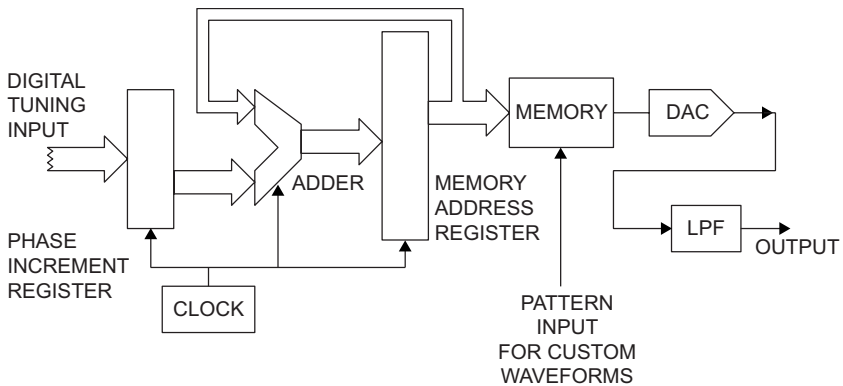 DIGITAL
TUNING
INPUT
PHASE
INCREMENT
REGISTER
CLOCK
ADDER
MEMORY
ADDRESS
REGISTER
MEMORY
DAC
LPF
OUTPUT
PATTERN
INPUT
FOR CUSTOM
WAVEFORMS